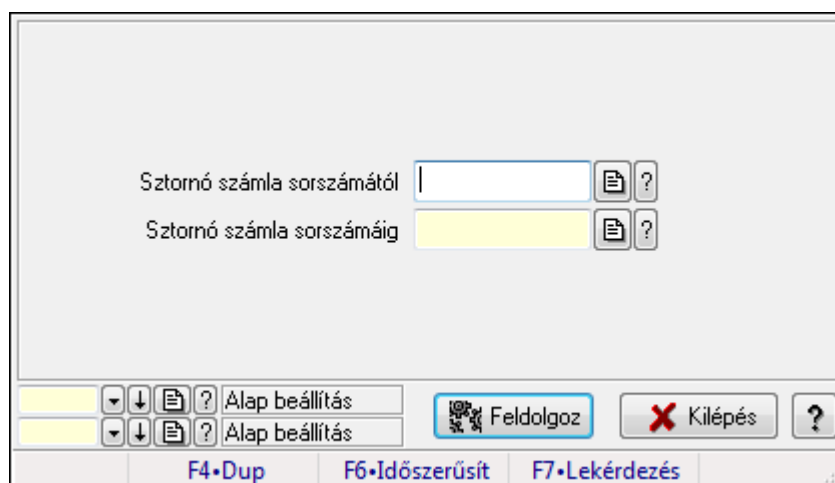 Sztornó számla sorszámától ?
Sztornó számla sorszámáig ?
? Alap beállítás
? Alap beállítás
Feldolgoz Kilépés ?
F4•Dup F6•Időszerűsít F7•Lekérdezés